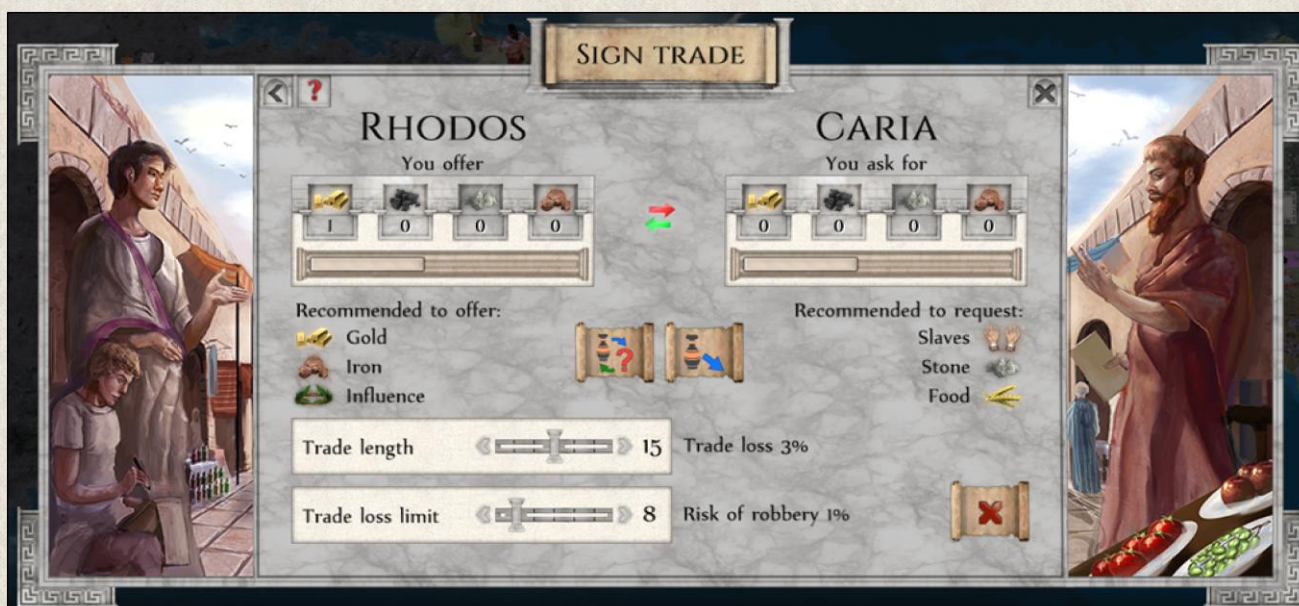 SIGN TRADE
?
RHODOS
CARIA
You offer
You ask for
1 0 0 0
0 0 0 0
Recommended to offer:
Gold
Iron
Influence
?
Recommended to request:
Slaves
Stone
Food
Trade length 15 Trade loss 3%
Trade loss limit 8 Risk of robbery 1%